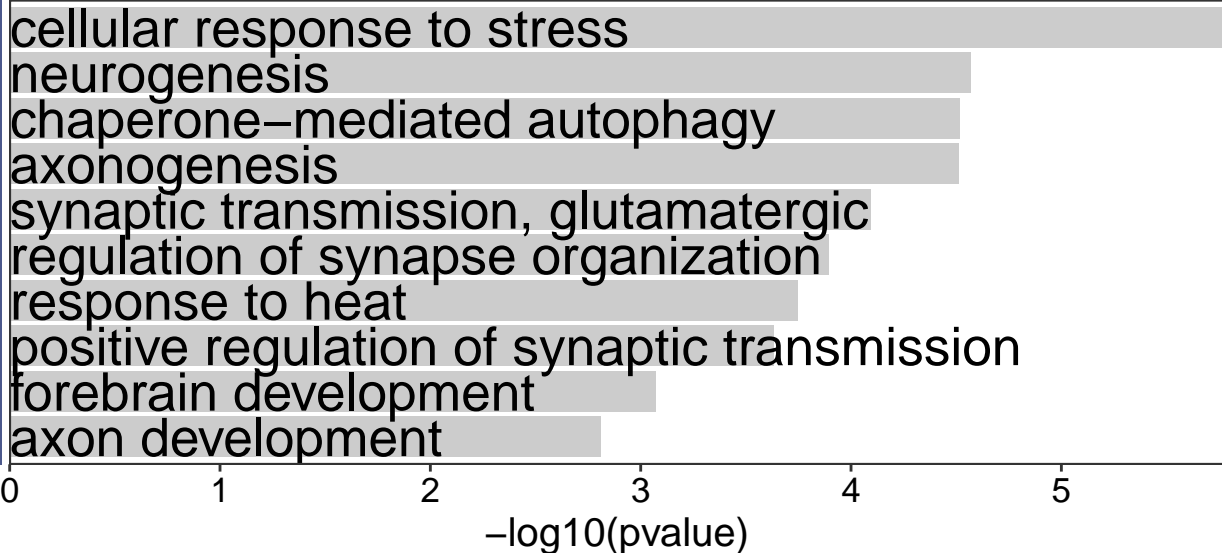 cellular response to stress
neurogenesis
chaperone−mediated autophagy
axonogenesis
synaptic transmission, glutamatergic
regulation of synapse organization
response to heat
positive regulation of synaptic transmission
forebrain development
axon development
0 1 2 3 4 5
−log10(pvalue)